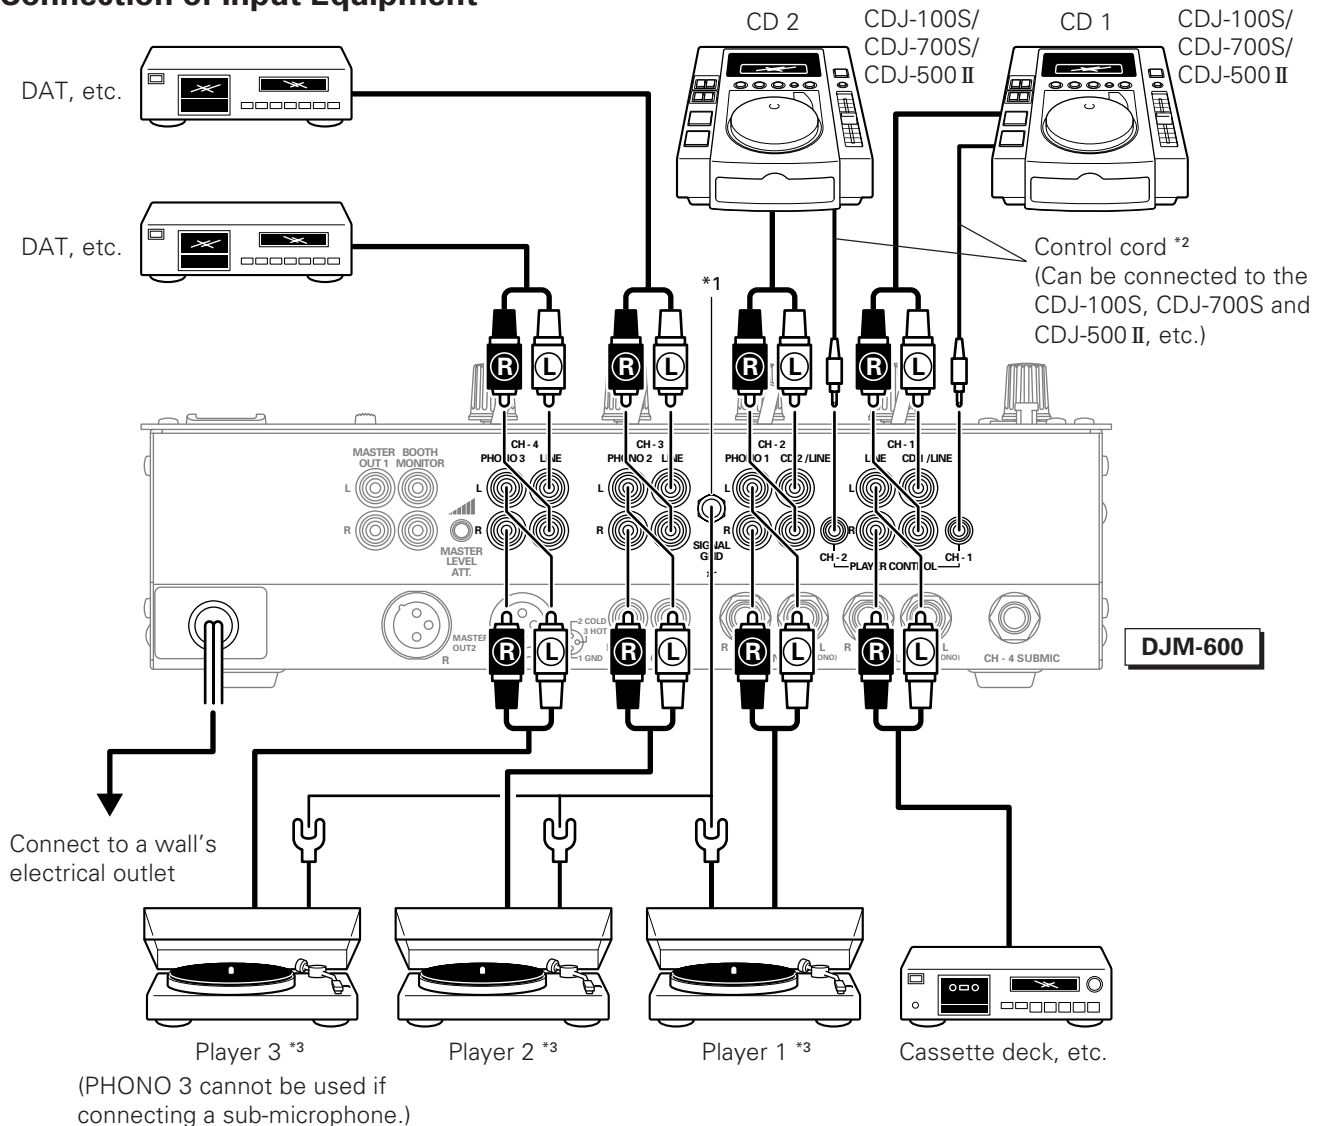 Connection of Input Equipment
CD 2
CDJ-100S/
CDJ-700S/
CDJ-500 II
CD 1
CDJ-100S/
CDJ-700S/
CDJ-500 II
DAT, etc.
DAT, etc.
Control cord *2
(Can be connected to the
CDJ-100S, CDJ-700S and
CDJ-500 II, etc.)
*1
R L
R L
R L
R L
MASTER OUT 1
BOOTH MONITOR
CH - 4
PHONO 3 LINE
CH - 3
PHONO 2 LINE
CH - 2
PHONO 1 CD 2 /LINE
CH - 1
LINE CD 1 /LINE
L
L
L
L
L
R
R
R
R
R
MASTER
LEVEL
ATT.
SIGNAL
GND
CH - 2
PLAYER CONTROL
CH - 1
MASTER
OUT2
R
2 COLD
3 HOT
1 GND
R
L
R
L
CH - 4 SUBMIC
R L
R L
R L
R L
DJM-600
Connect to a wall's
electrical outlet
Player 3 *3
Player 2 *3
Player 1 *3
Cassette deck, etc.
(PHONO 3 cannot be used if
connecting a sub-microphone.)